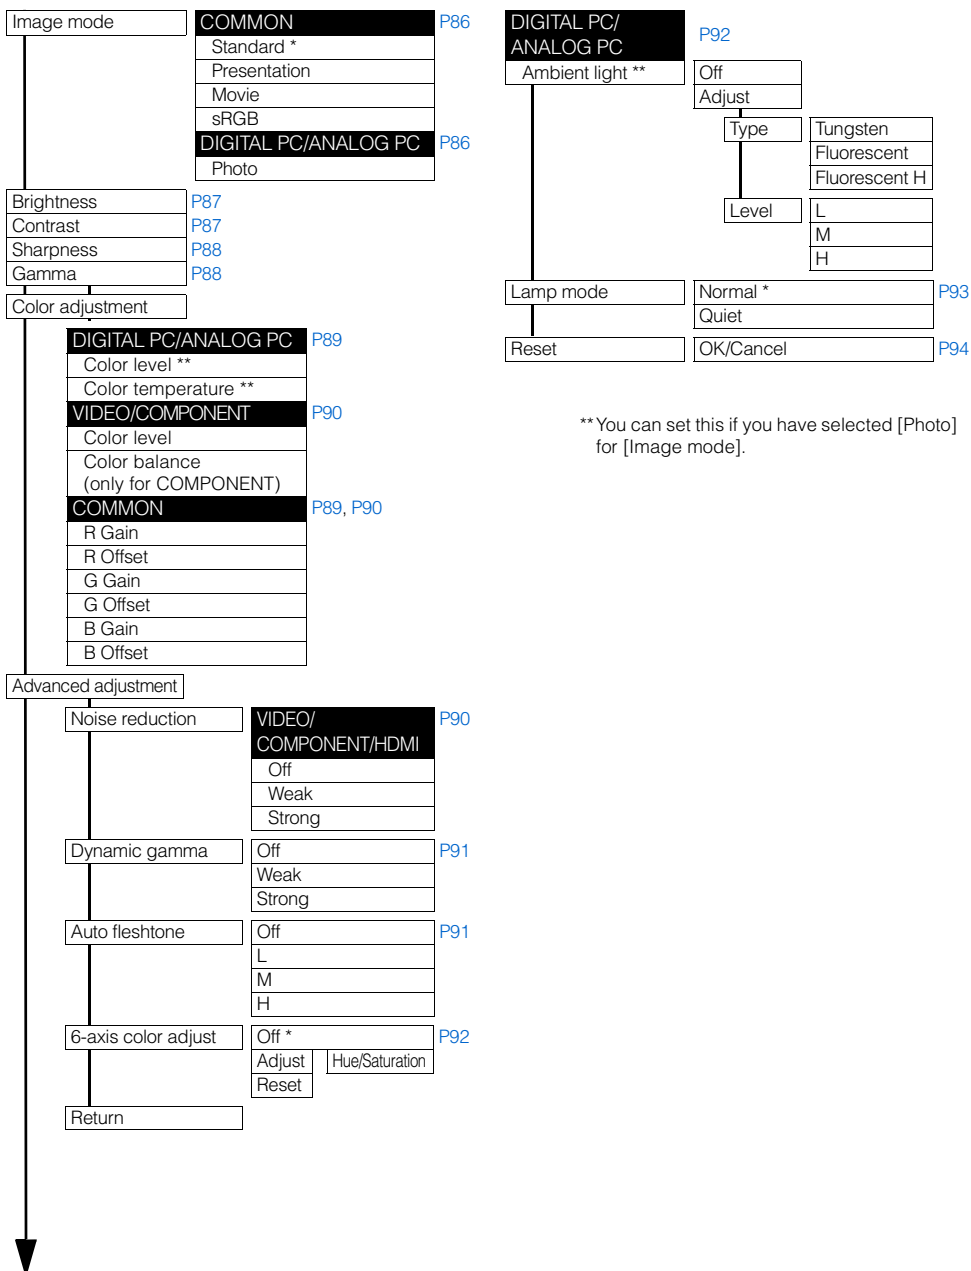 Image mode
COMMON P86
Standard *
Presentation
Movie
sRGB
DIGITAL PC/ANALOG PC P86
Photo
Brightness P87
Contrast P87
Sharpness P88
Gamma P88
Color adjustment
DIGITAL PC/ANALOG PC P89
Color level **
Color temperature **
VIDEO/COMPONENT P90
Color level
Color balance
(only for COMPONENT)
COMMON P89, P90
R Gain
R Offset
G Gain
G Offset
B Gain
B Offset
Advanced adjustment
Noise reduction
VIDEO/ P90
COMPONENT/HDMI
Off
Weak
Strong
Dynamic gamma
Off P91
Weak
Strong
Auto fleshtone
Off P91
L
M
H
6-axis color adjust
Off * P92
Adjust Hue/Saturation
Reset
Return
DIGITAL PC/
ANALOG PC P92
Ambient light **
Off
Adjust
Type
Tungsten
Fluorescent
Fluorescent H
Level
L
M
H
Lamp mode
Normal * P93
Quiet
Reset
OK/Cancel P94
** You can set this if you have selected [Photo]
for [Image mode].